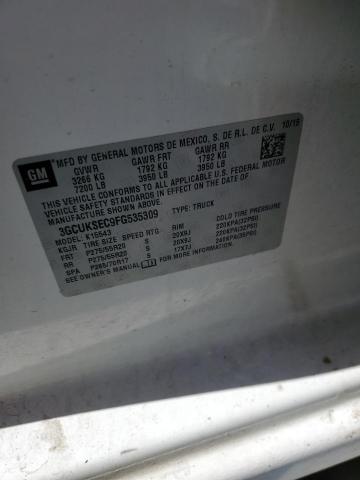 GM
MFD BY GENERAL MOTORS DE MEXICO, S. DE R.L. DE C.V. 10/15
GVWR GAWR FRT GAWR RR
3266 KG 1792 KG 1792 KG
7200 LB 3950 LB 3950 LB
THIS VEHICLE CONFORMS TO ALL APPLICABLE U.S. FEDERAL MOTOR
VEHICLE SAFETY STANDARDS IN EFFECT ON THE DATE OF
MANUFACTURE SHOWN ABOVE.
3GCUKSEC9FG535309 TYPE: TRUCK
MODEL: K15543
KGJR TIRE SIZE SPEED RTG RIM COLD TIRE PRESSURE
FRT P275/55R20 S 20X9J 220KPA(32PSI)
RR P275/55R20 S 20X9J 220KPA(32PSI)
SPA P265/70R17 S 17X7J 240KPA(35PSI)
SEE OWNER'S MANUAL FOR ADDITIONAL INFORMATION.